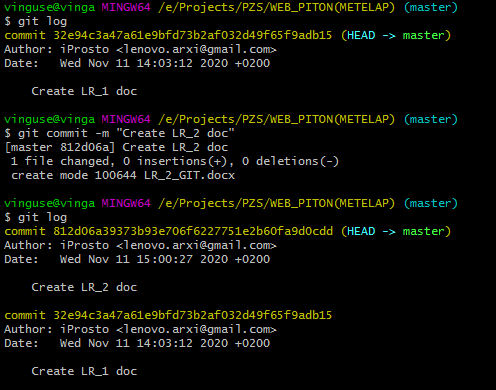 vinguse@vinga MINGW64 /e/Projects/PZS/WEB_PITON(METELAP) (master)
$ git log
commit 32e94c3a47a61e9bfd73b2af032d49f65f9adb15 (HEAD -> master)
Author: iProsto <lenovo.arxi@gmail.com>
Date:   Wed Nov 11 14:03:12 2020 +0200

    Create LR_1 doc

vinguse@vinga MINGW64 /e/Projects/PZS/WEB_PITON(METELAP) (master)
$ git commit -m "Create LR_2 doc"
[master 812d06a] Create LR_2 doc
 1 file changed, 0 insertions(+), 0 deletions(-)
 create mode 100644 LR_2_GIT.docx

vinguse@vinga MINGW64 /e/Projects/PZS/WEB_PITON(METELAP) (master)
$ git log
commit 812d06a39373b93e706f6227751e2b60fa9d0cdd (HEAD -> master)
Author: iProsto <lenovo.arxi@gmail.com>
Date:   Wed Nov 11 15:00:27 2020 +0200

    Create LR_2 doc

commit 32e94c3a47a61e9bfd73b2af032d49f65f9adb15
Author: iProsto <lenovo.arxi@gmail.com>
Date:   Wed Nov 11 14:03:12 2020 +0200

    Create LR_1 doc